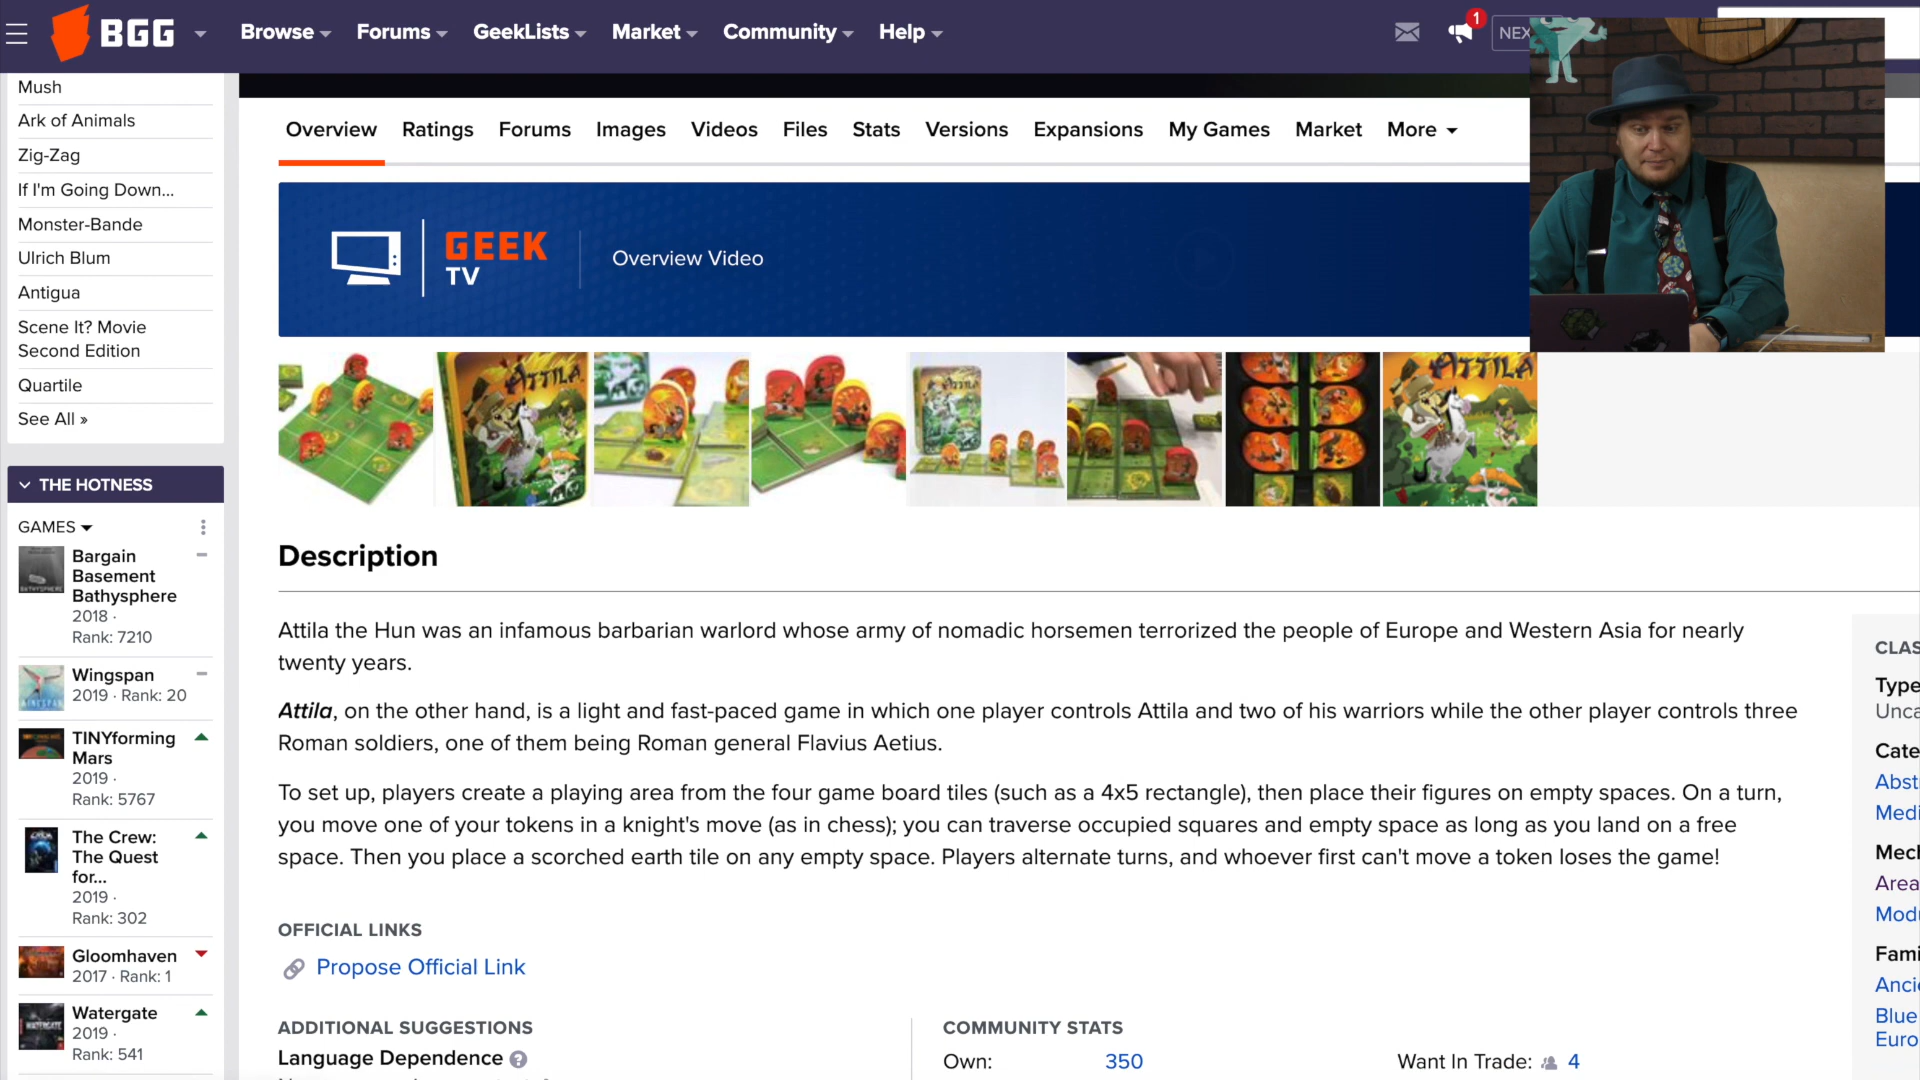 BGG
Browse
Forums
GeekLists
Market
Community
Help
1
NEX
Mush
Ark of Animals
Zig-Zag
If I'm Going Down...
Monster-Bande
Ulrich Blum
Antigua
Scene It? Movie
Second Edition
Quartile
See All »
THE HOTNESS
GAMES
Bargain
Basement
Bathysphere
2018 ·
Rank: 7210
Wingspan
2019 · Rank: 20
TINYforming
Mars
2019 ·
Rank: 5767
The Crew:
The Quest
for...
2019 ·
Rank: 302
Gloomhaven
2017 · Rank: 1
WATERGATE
Watergate
2019 ·
Rank: 541
Overview
Ratings
Forums
Images
Videos
Files
Stats
Versions
Expansions
My Games
Market
More
GEEK
TV
Overview Video
ATTILA
ATTILA
Description
Attila the Hun was an infamous barbarian warlord whose army of nomadic horsemen terrorized the people of Europe and Western Asia for nearly
twenty years.
Attila, on the other hand, is a light and fast-paced game in which one player controls Attila and two of his warriors while the other player controls three
Roman soldiers, one of them being Roman general Flavius Aetius.
To set up, players create a playing area from the four game board tiles (such as a 4x5 rectangle), then place their figures on empty spaces. On a turn,
you move one of your tokens in a knight's move (as in chess); you can traverse occupied squares and empty space as long as you land on a free
space. Then you place a scorched earth tile on any empty space. Players alternate turns, and whoever first can't move a token loses the game!
OFFICIAL LINKS
Propose Official Link
ADDITIONAL SUGGESTIONS
Language Dependence ?
COMMUNITY STATS
Own: 350
Want In Trade: 4
CLAS
Type
Unca
Cate
Abst
Medi
Mech
Area
Modu
Fami
Ancie
Blue
Euro